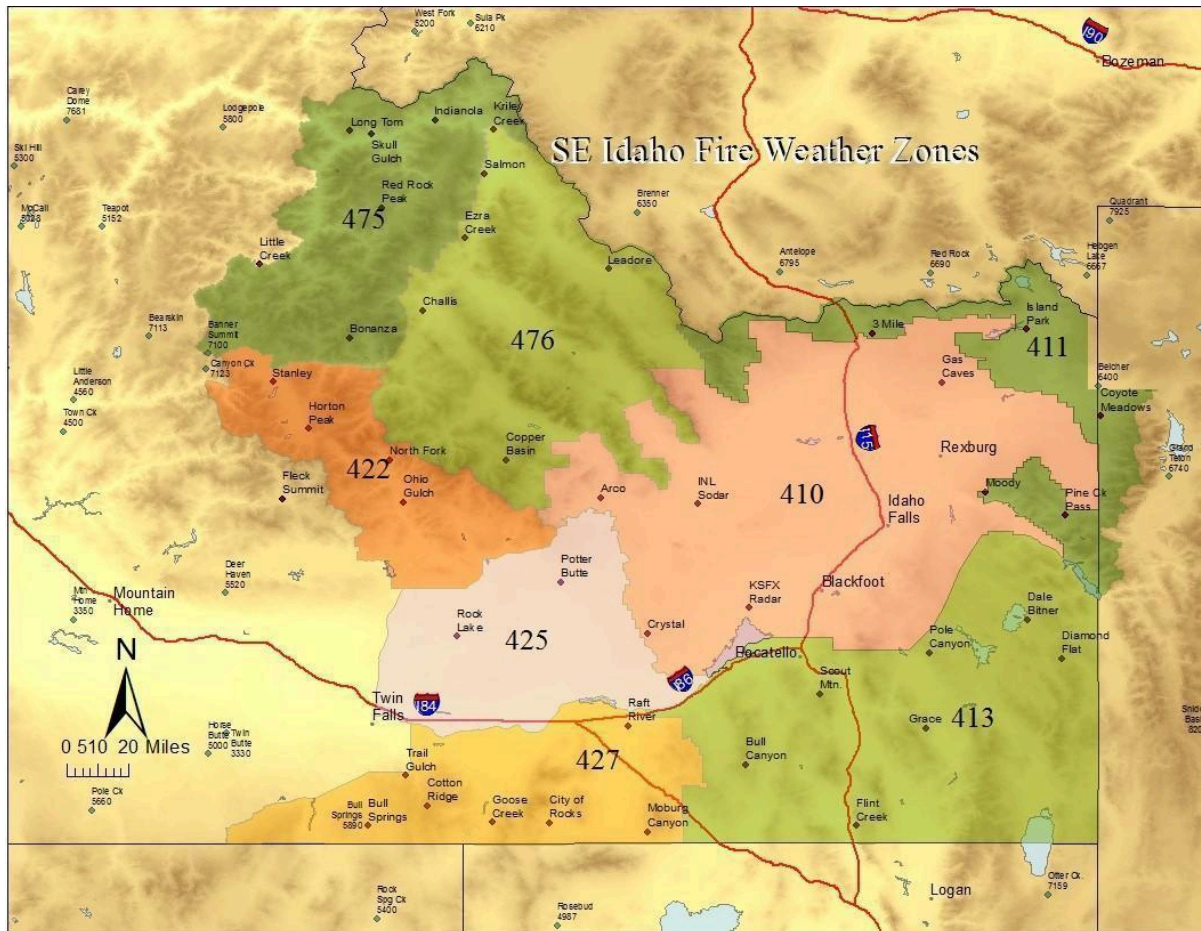 West Fork
5200
Sula Pk
6210
I90
Bozeman
Carey
Dome
7681
Lodgepole
5800
Long Tom
Indianola
Kriley
Creek
Skull
Gulch
SE Idaho Fire Weather Zones
Ski Hill
5300
Salmon
Red Rock
Peak
McCall
Teapot
5152
475
Ezra
Creek
Brenner
6350
Quadrant
7925
Little
Creek
Leadore
Antelope
6795
Red Rock
6690
Hebgen
Lake
6667
Challis
Bearskin
7113
Banner
Summit
7100
Bonanza
476
3 Mile
Island
Park
411
Canyon Ck
7123
Stanley
Gas
Caves
Belcher
6400
Coyote
Meadows
Little
Anderson
4560
Town Ck
4500
Horton
Peak
North Fork
422
Copper
Basin
I15
Rexburg
Grand
Teton
6740
Fleck
Summit
Ohio
Gulch
Arco
INL
Sodar
410
Moody
Pine Ck
Pass
Idaho
Falls
Deer
Haven
5520
Potter
Butte
Mtn
Home
3350
Mountain
Home
KSFX
Radar
Blackfoot
Dale
Bitner
Rock
Lake
425
Crystal
Pole
Canyon
Diamond
Flat
N
Pocatello
Scout
Mtn.
I86
Twin
Falls
I84
Raft
River
Grace
413
Horse
Butte
5000
Twin
Butte
3330
0 510 20 Miles
Trail
Gulch
427
Bull
Canyon
Pole Ck
5660
Cotton
Ridge
Bull
Springs
5890
Bull
Springs
Goose
Creek
City of
Rocks
Moburg
Canyon
Flint
Creek
Rock
Spg Ck
5400
Rosebud
4987
Logan
Otter Ck.
7159